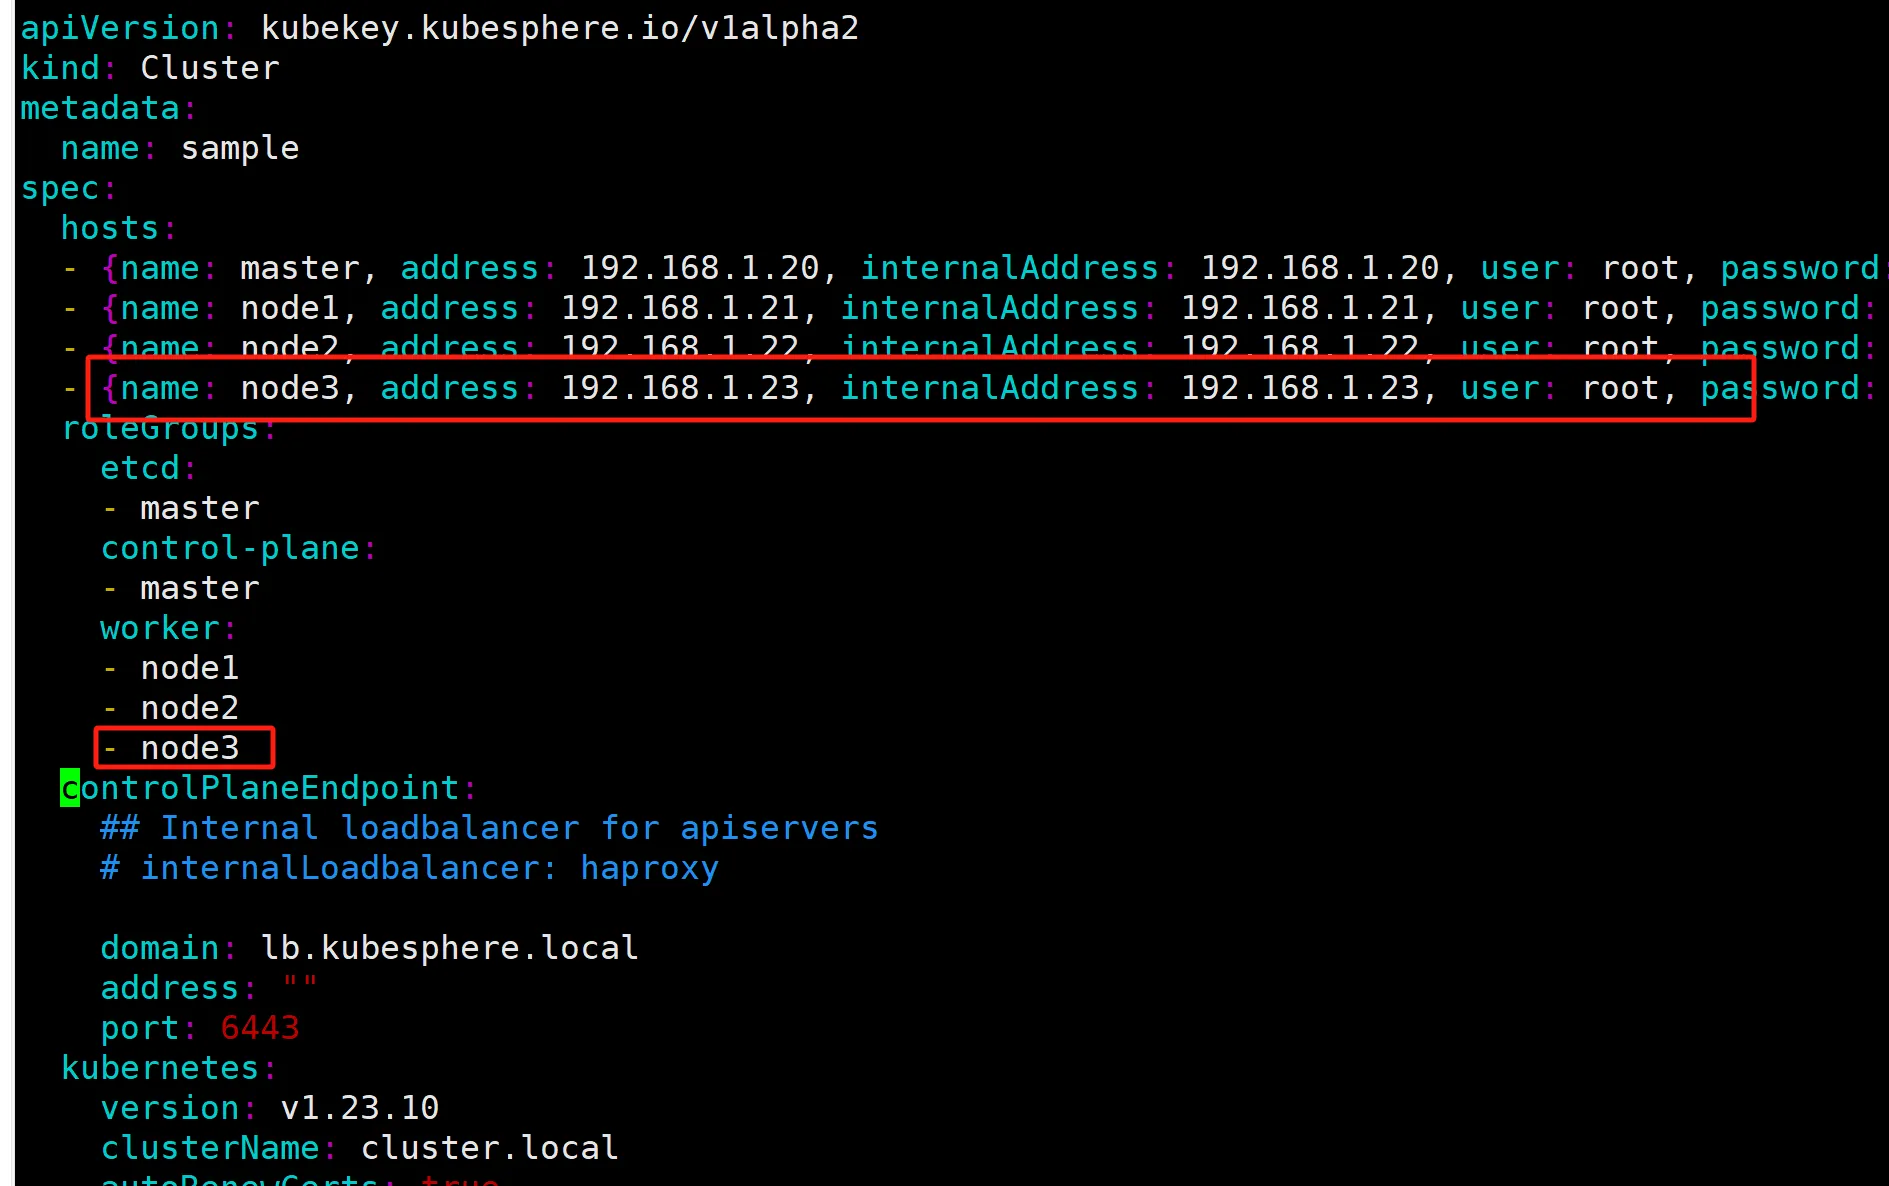 apiVersion: kubekey.kubesphere.io/v1alpha2
kind: Cluster
metadata:
  name: sample
spec:
  hosts:
  - {name: master, address: 192.168.1.20, internalAddress: 192.168.1.20, user: root, password:
  - {name: node1, address: 192.168.1.21, internalAddress: 192.168.1.21, user: root, password:
  - {name: node2, address: 192.168.1.22, internalAddress: 192.168.1.22, user: root, password:
  - {name: node3, address: 192.168.1.23, internalAddress: 192.168.1.23, user: root, password:
  roleGroups:
    etcd:
    - master
    control-plane:
    - master
    worker:
    - node1
    - node2
    - node3
  controlPlaneEndpoint:
    ## Internal loadbalancer for apiservers
    # internalLoadbalancer: haproxy

    domain: lb.kubesphere.local
    address: ""
    port: 6443
  kubernetes:
    version: v1.23.10
    clusterName: cluster.local
    autoRenewCerts: true